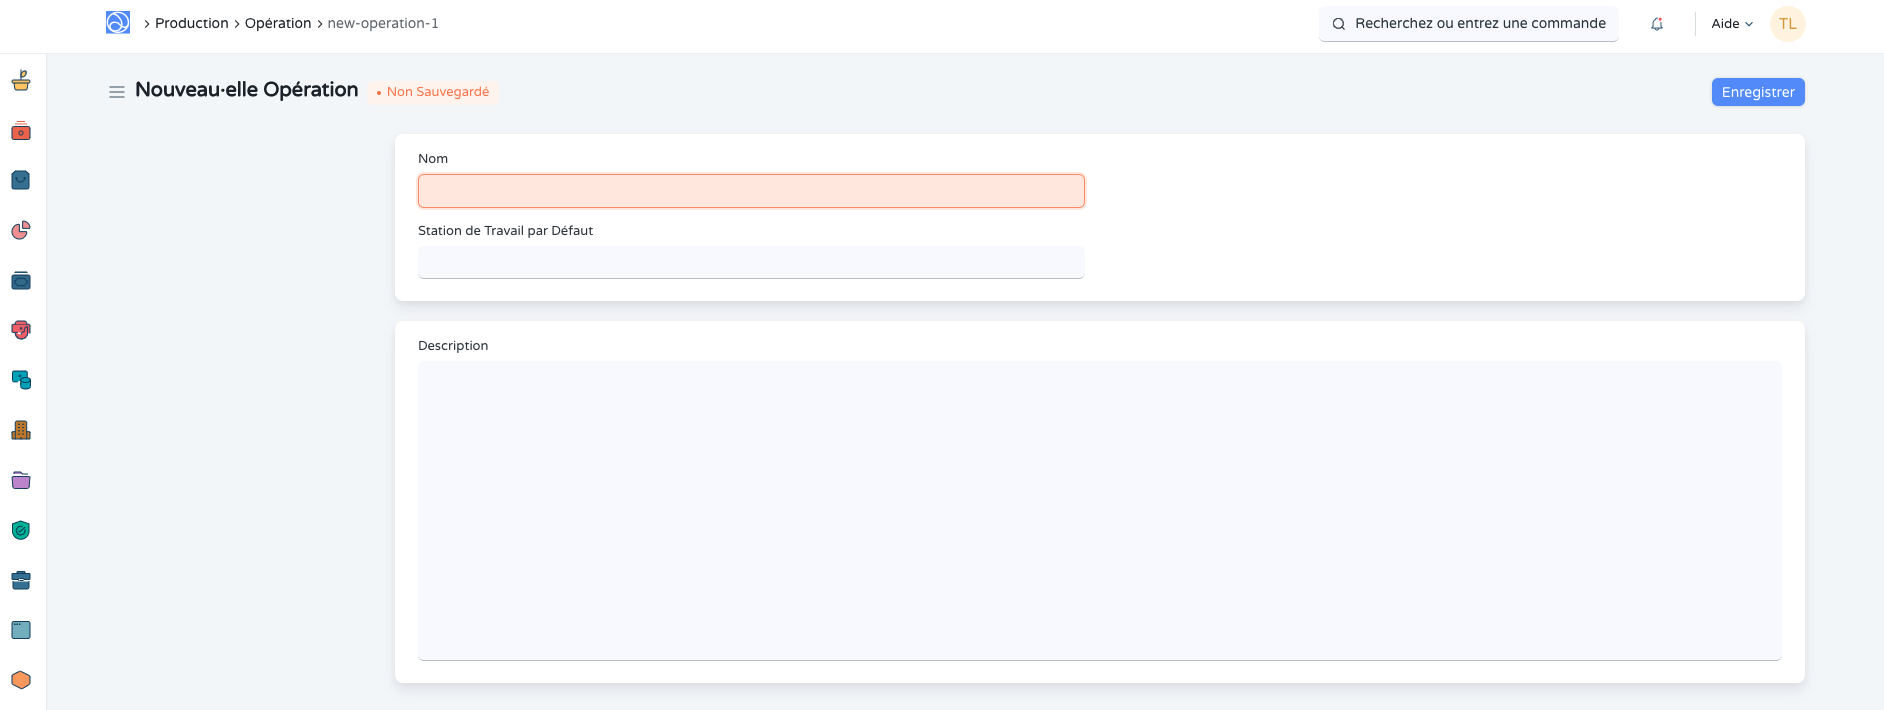 Production Opération new-operation-1
Recherchez ou entrez une commande
Aide
TL
Nouveau·elle Opération
Non Sauvegardé
Enregistrer
Nom
Station de Travail par Défaut
Description